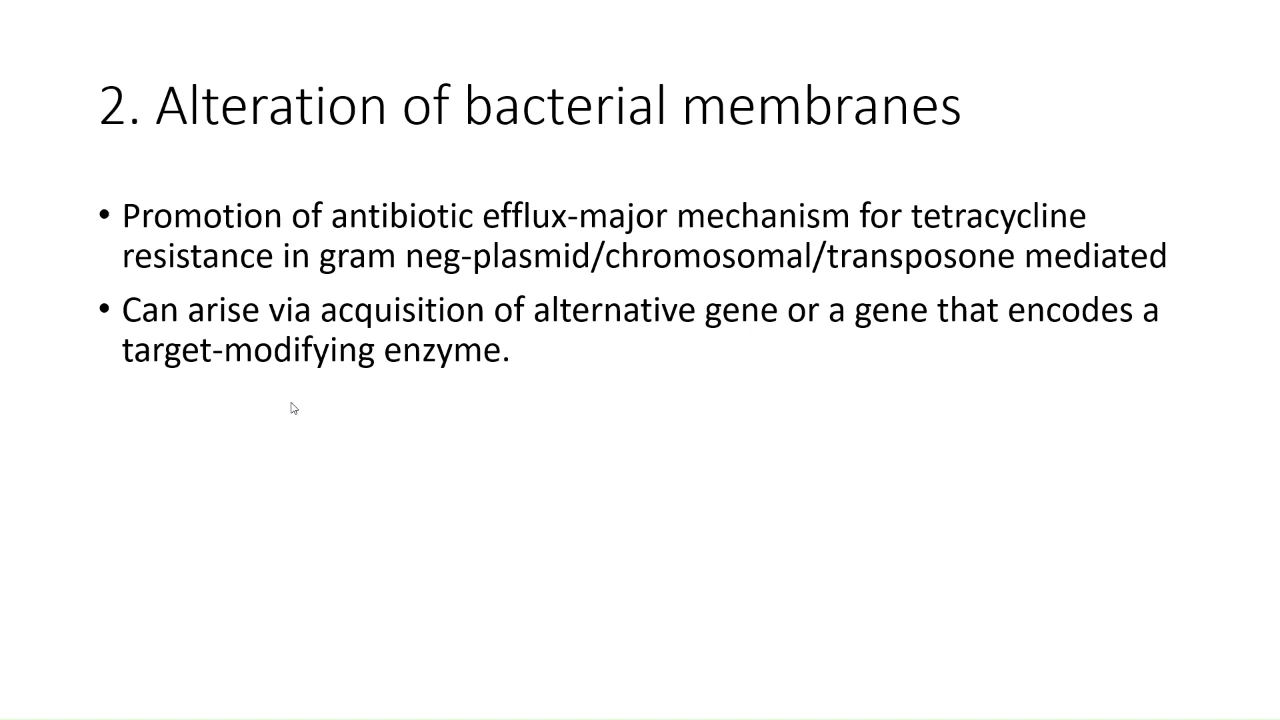 2. Alteration of bacterial membranes
• Promotion of antibiotic efflux-major mechanism for tetracycline
resistance in gram neg-plasmid/chromosomal/transposone mediated
• Can arise via acquisition of alternative gene or a gene that encodes a
target-modifying enzyme.